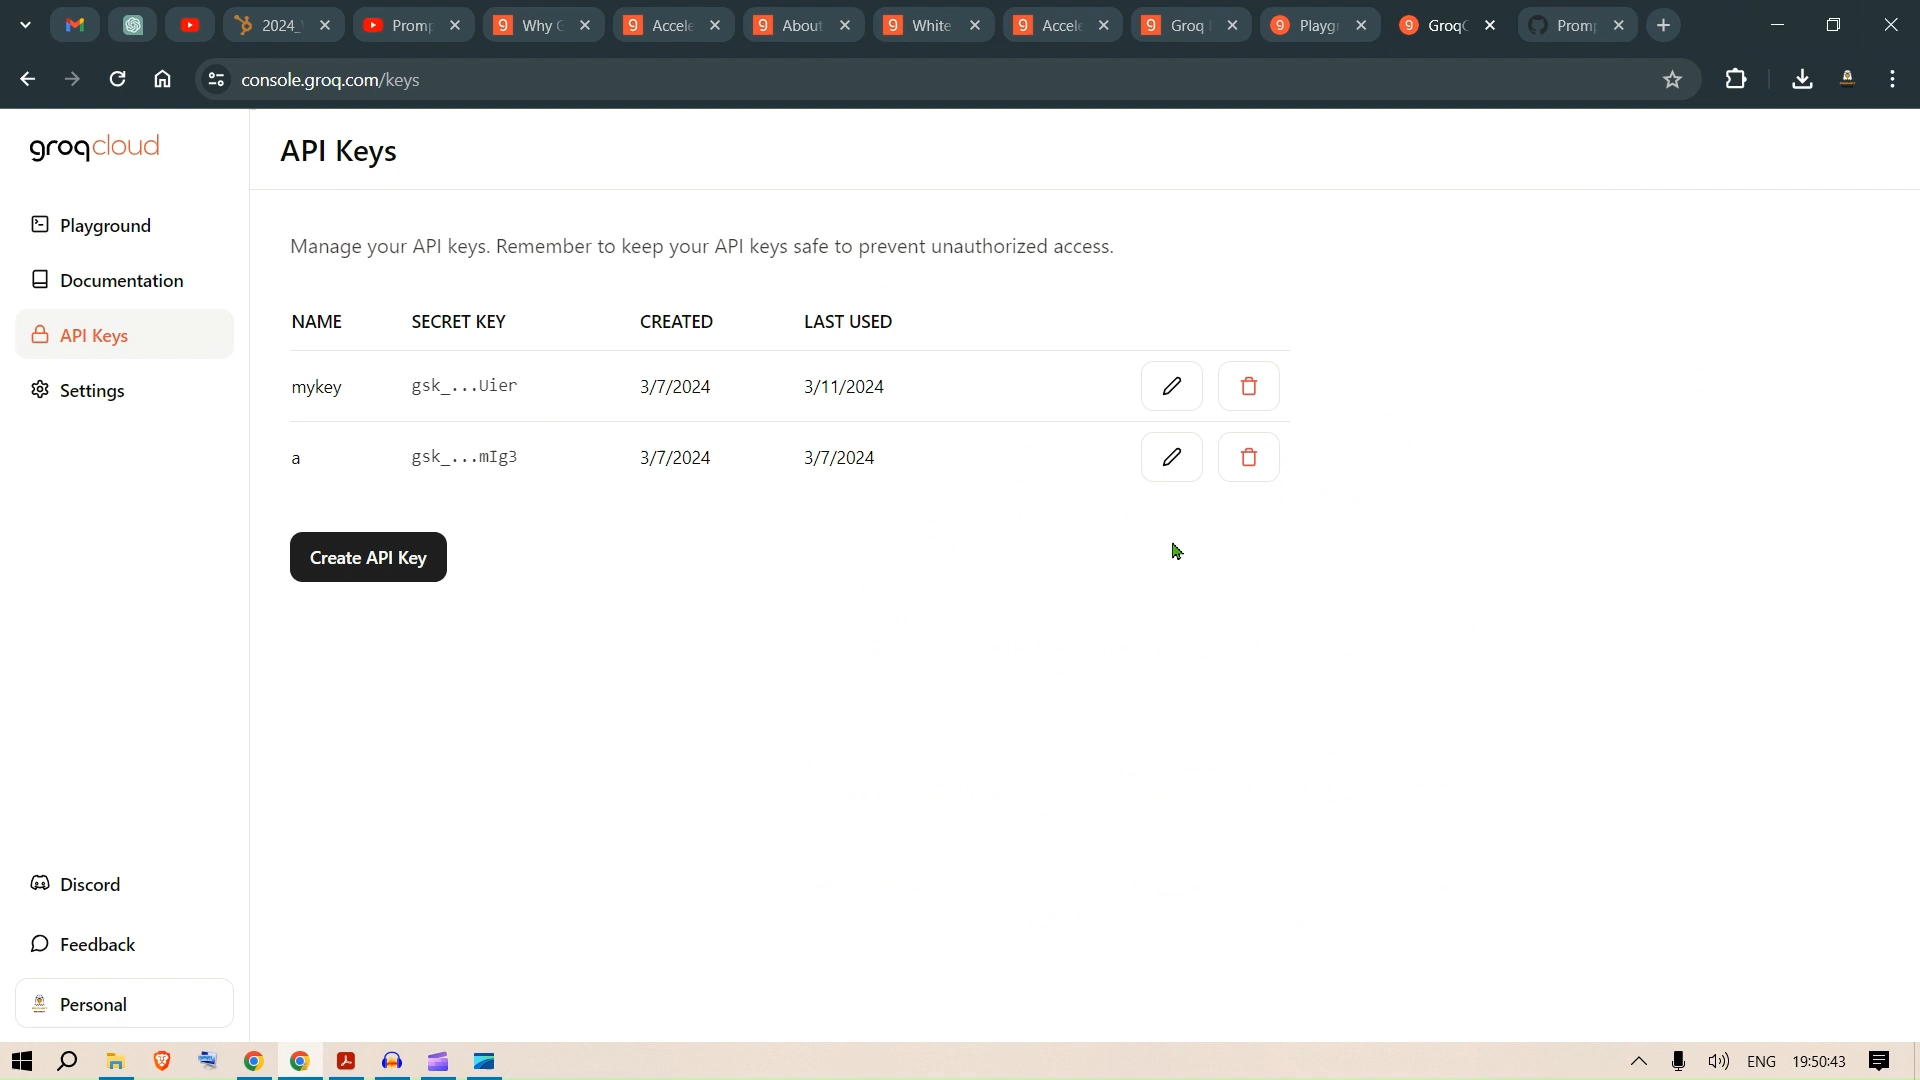 2024_
Promp
Why G
Accele
About
White
Accele
Groq
Playgr
GroqC
Promp
console.groq.com/keys
groqcloud
API Keys
Playground
Documentation
API Keys
Settings
Manage your API keys. Remember to keep your API keys safe to prevent unauthorized access.
NAME SECRET KEY CREATED LAST USED
mykey gsk_...Uier 3/7/2024 3/11/2024
a gsk_...mIg3 3/7/2024 3/7/2024
Create API Key
Discord
Feedback
Personal
ENG 19:50:43